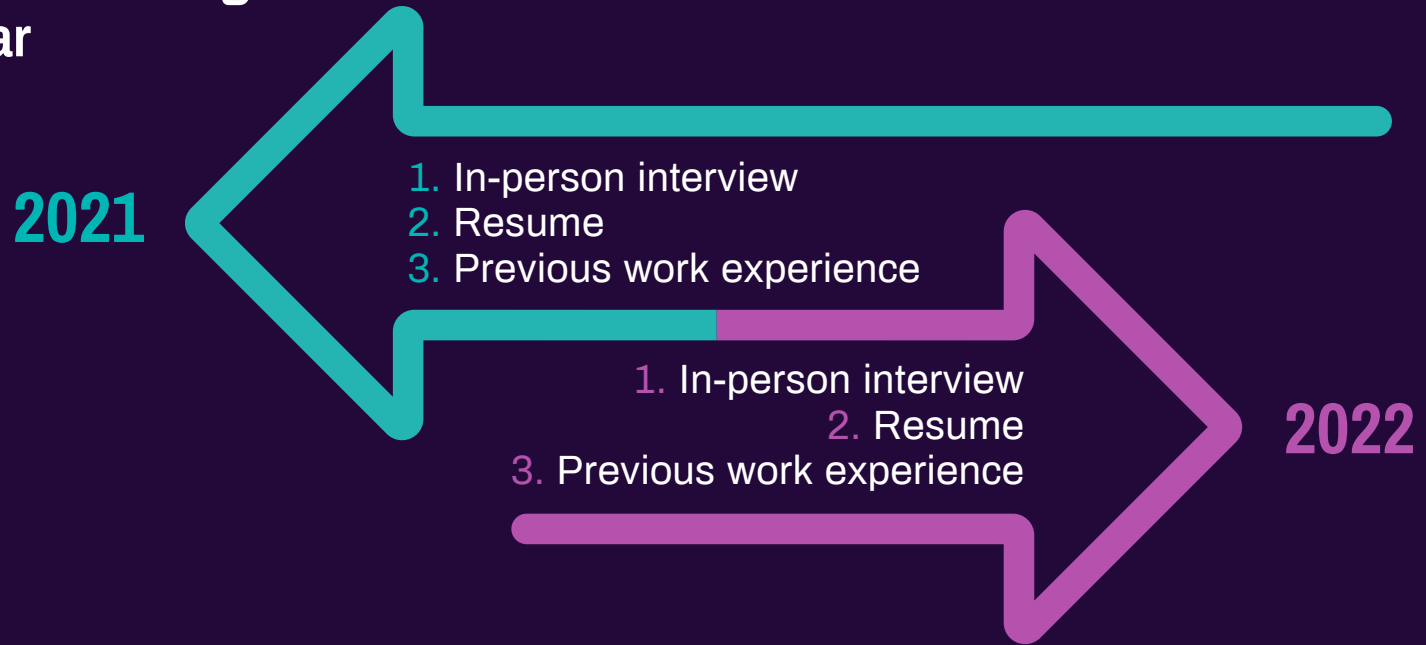 2021
1. In-person interview
2. Resume
3. Previous work experience
1. In-person interview
2. Resume
3. Previous work experience
2022